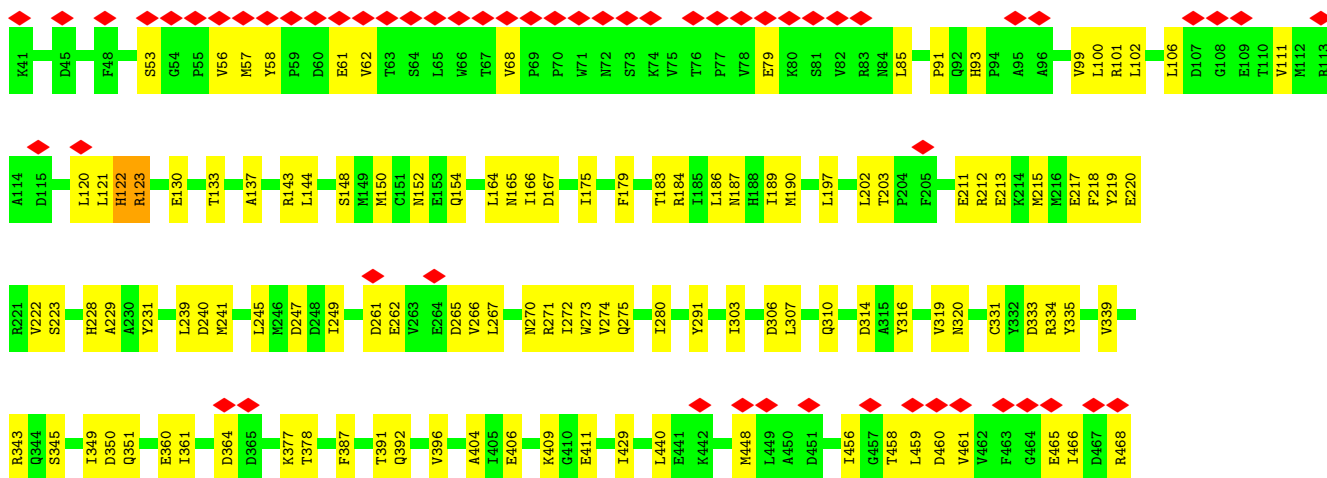 K41 D45 F48 S53 G54 P55 V56 M57 Y58 P59 D60 E61 V62 T63 S64 L65 W66 T67 V68 P69 P70 W71 N72 S73 K74 V75 T76 P77 V78 E79 K80 S81 V82 R83 N84 L85 P91 Q92 H93 P94 A95 A96 V99 L100 R101 L102 L106 D107 G108 E109 T110 V111 M112 R113
A114 D115 L120 L121 H122 R123 E130 T133 A137 R143 L144 S148 M149 M150 C151 N152 E153 Q154 L164 N165 I166 D167 I175 F179 T183 R184 I185 L186 N187 H188 I189 M190 L197 L202 T203 P204 F205 E211 R212 E213 K214 M215 M216 E217 F218 Y219 E220
R221 V222 S223 H228 A229 A230 Y231 L239 D240 M241 L245 M246 D247 D248 I249 D261 E262 V263 E264 D265 V266 L267 N270 R271 I272 W273 V274 Q275 I280 Y291 I303 D306 L307 Q310 D314 A315 Y316 V319 N320 C331 Y332 D333 R334 Y335 V339
R343 Q344 S345 I349 D350 Q351 E360 I361 D364 D365 K377 T378 F387 T391 Q392 V396 A404 I405 E406 K409 G410 E411 I429 L440 E441 K442 M448 L449 A450 D451 I456 G457 T458 L459 D460 V461 V462 F463 G464 E465 I466 D467 R468